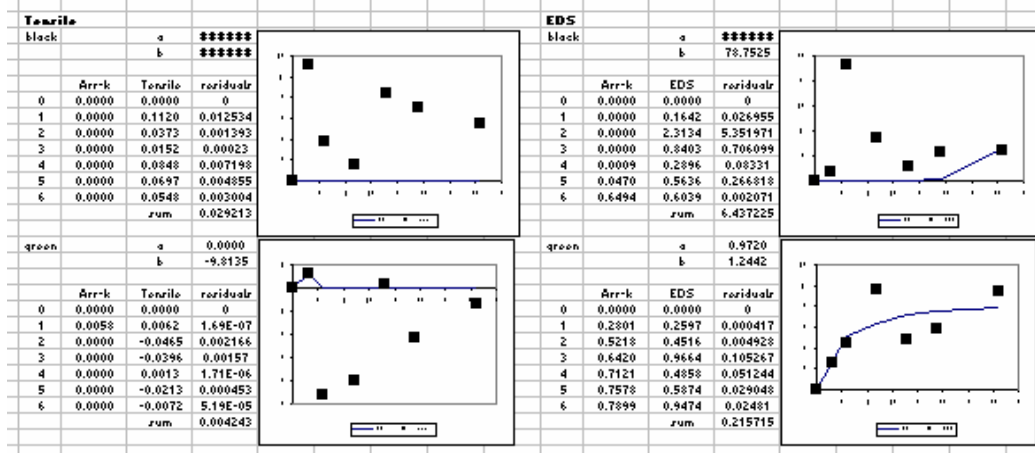 Tensile
black a ######
b ######
Arr-k Tensile residuals
0 0.0000 0.0000 0
1 0.0000 0.1120 0.012534
2 0.0000 0.0373 0.001393
3 0.0000 0.0152 0.00023
4 0.0000 0.0848 0.007198
5 0.0000 0.0697 0.004855
6 0.0000 0.0548 0.003004
sum 0.029213
green a 0.0000
b -9.8135
Arr-k Tensile residuals
0 0.0000 0.0000 0
1 0.0058 0.0062 1.69E-07
2 0.0000 -0.0465 0.002166
3 0.0000 -0.0396 0.00157
4 0.0000 0.0013 1.71E-06
5 0.0000 -0.0213 0.000453
6 0.0000 -0.0072 5.19E-05
sum 0.004243
EDS
black a ######
b 78.7525
Arr-k EDS residuals
0 0.0000 0.0000 0
1 0.0000 0.1642 0.026955
2 0.0000 2.3134 5.351971
3 0.0000 0.8403 0.706099
4 0.0009 0.2896 0.08331
5 0.0470 0.5636 0.266818
6 0.6494 0.6039 0.002071
sum 6.437225
green a 0.9720
b 1.2442
Arr-k EDS residuals
0 0.0000 0.0000 0
1 0.2801 0.2597 0.000417
2 0.5218 0.4516 0.004928
3 0.6420 0.9664 0.105267
4 0.7121 0.4858 0.051244
5 0.7578 0.5874 0.029048
6 0.7899 0.9474 0.02481
sum 0.215715